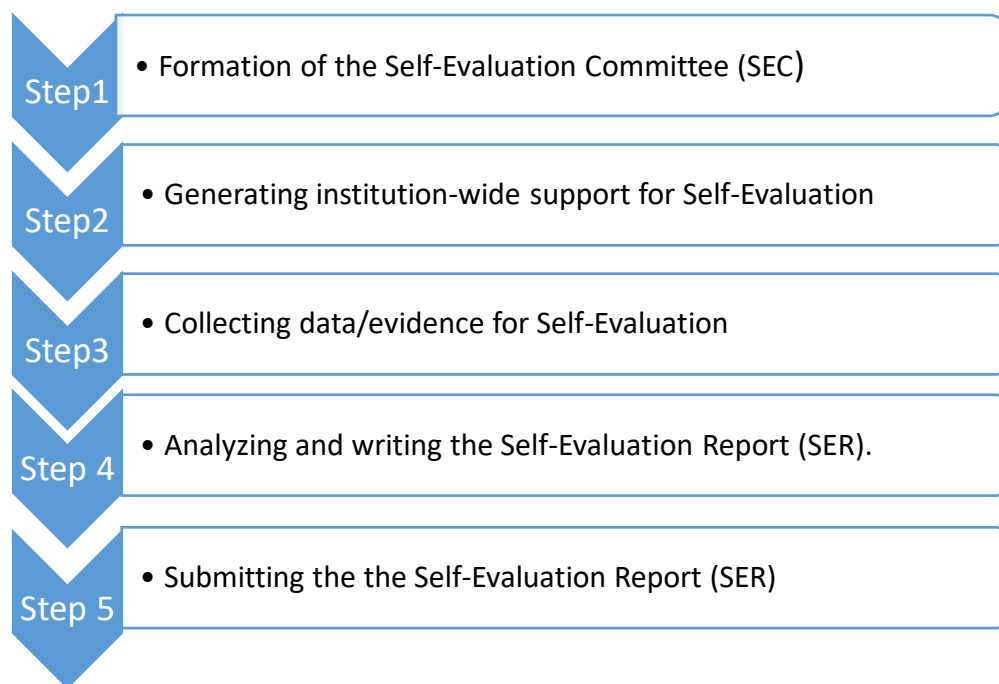 Step1
• Formation of the Self-Evaluation Committee (SEC)
Step2
• Generating institution-wide support for Self-Evaluation
Step3
• Collecting data/evidence for Self-Evaluation
Step 4
• Analyzing and writing the Self-Evaluation Report (SER).
Step 5
• Submitting the the Self-Evaluation Report (SER)